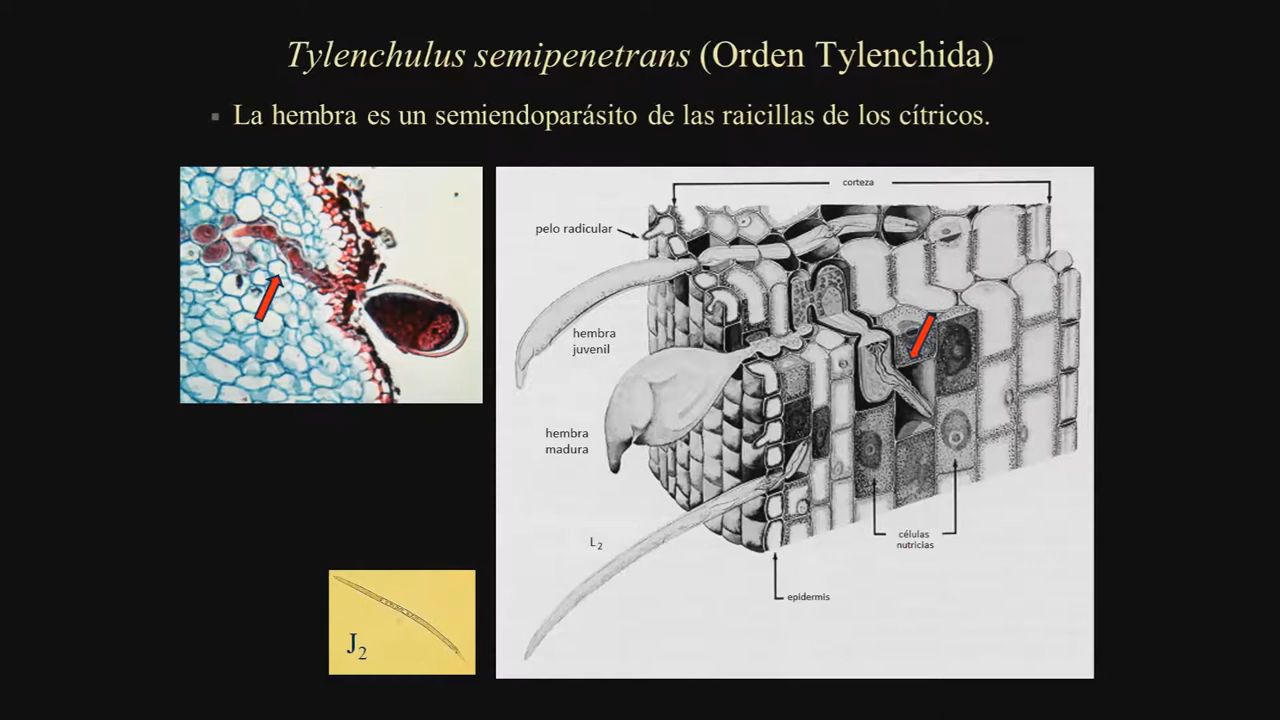 Tylenchulus semipenetrans (Orden Tylenchida)
La hembra es un semiendoparásito de las raicillas de los cítricos.
corteza
pelo radicular
hembra
juvenil
hembra
madura
L2
células
nutricias
epidermis
J2